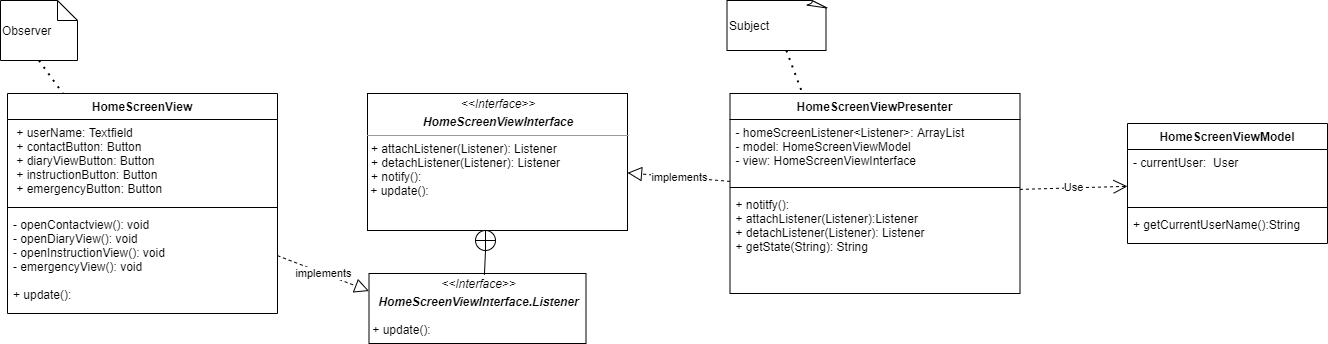 Observer
HomeScreenView
+ userName: Textfield
+ contactButton: Button
+ diaryViewButton: Button
+ instructionButton: Button
+ emergencyButton: Button
- openContactview(): void
- openDiaryView(): void
- openInstructionView(): void
- emergencyView(): void
+ update():
implements
<<Interface>>
HomeScreenViewInterface
+ attachListener(Listener): Listener
+ detachListener(Listener): Listener
+ notify():
+ update():
<<Interface>>
HomeScreenViewInterface.Listener
+ update():
implements
Subject
HomeScreenViewPresenter
- homeScreenListener<Listener>: ArrayList
- model: HomeScreenViewModel
- view: HomeScreenViewInterface
+ notitfy():
+ attachListener(Listener):Listener
+ detachListener(Listener): Listener
+ getState(String): String
Use
HomeScreenViewModel
- currentUser:  User
+ getCurrentUserName():String